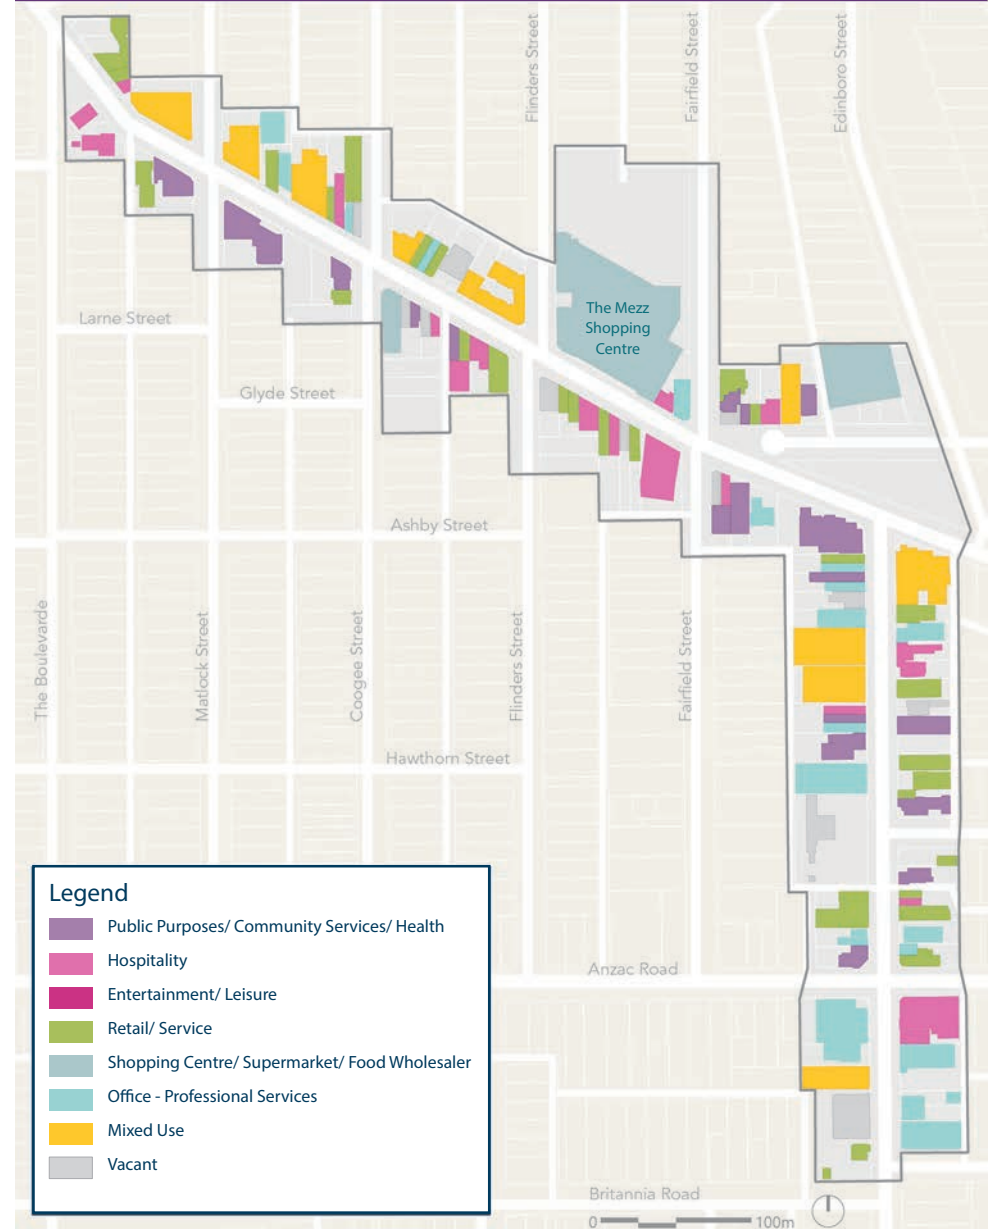 Flinders Street
Fairfield Street
Edinboro Street
The Mezz
Shopping
Centre
Larne Street
Glyde Street
Ashby Street
The Boulevarde
Matlock Street
Coogee Street
Flinders Street
Fairfield Street
Hawthorn Street
Anzac Road
Legend
Public Purposes/ Community Services/ Health
Hospitality
Entertainment/ Leisure
Retail/ Service
Shopping Centre/ Supermarket/ Food Wholesaler
Office - Professional Services
Mixed Use
Vacant
Britannia Road
0 100m